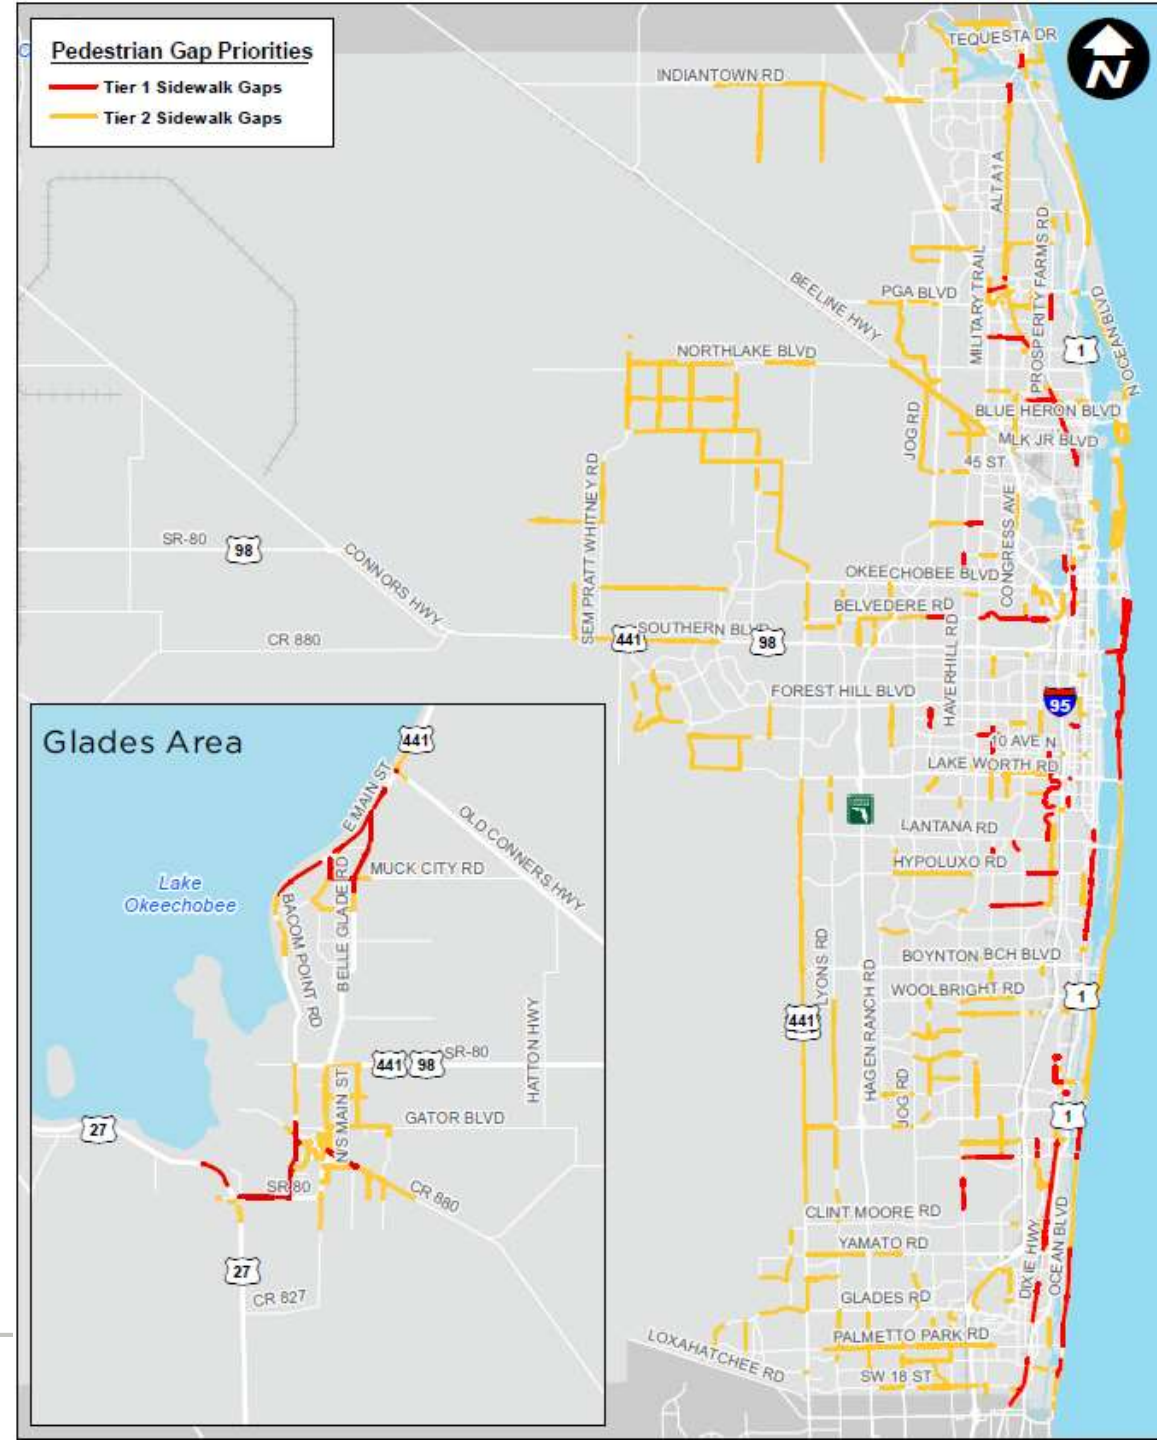 Pedestrian Gap Priorities
Tier 1 Sidewalk Gaps
Tier 2 Sidewalk Gaps
N
TEQUESTA DR
INDIANTOWN RD
ALT A1A
PROSPERITY FARMS RD
MILITARY TRAIL
BEELINE HWY
PGA BLVD
N OCEAN BLVD
1
NORTHLAKE BLVD
JOG RD
BLUE HERON BLVD
MLK JR BLVD
45 ST
SEM PRATT WHITNEY RD
CONGRESS AVE
SR-80
98
CONNORS HWY
OKEECHOBEE BLVD
BELVEDERE RD
CR 880
441
SOUTHERN BLVD
98
HAVERHILL RD
FOREST HILL BLVD
95
10 AVE N
LAKE WORTH RD
LANTANA RD
HYPOLUXO RD
LYONS RD
HAGEN RANCH RD
BOYNTON BCH BLVD
WOOLBRIGHT RD
1
441
JOG RD
1
CLINT MOORE RD
YAMATO RD
DIXIE HWY
OCEAN BLVD
GLADES RD
LOXAHATCHEE RD
PALMETTO PARK RD
SW 18 ST
Glades Area
441
E MAIN ST
OLD CONNERS HWY
MUCK CITY RD
Lake
Okeechobee
BACOM POINT RD
BELLE GLADE RD
HATTON HWY
441
98
SR-80
N/S MAIN ST
GATOR BLVD
27
SR 80
CR 880
27
CR 827